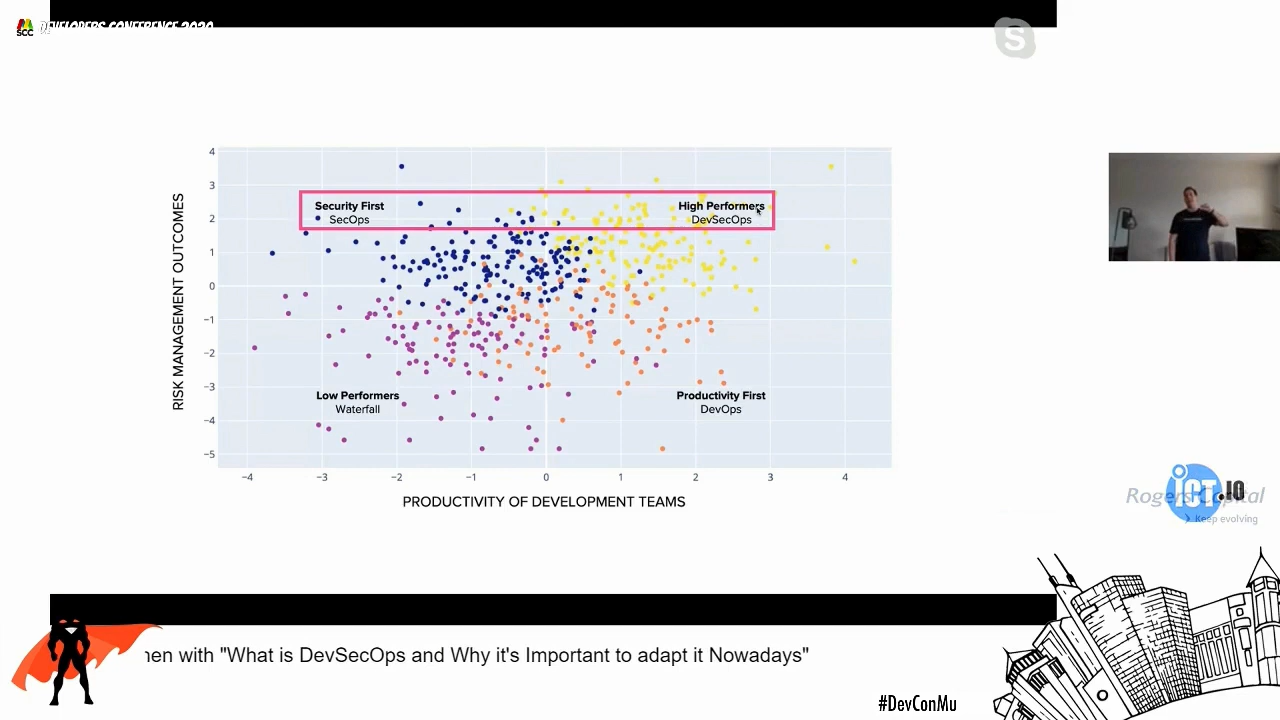 SCC
DEVELOPERS CONFERENCE 2020
S
RISK MANAGEMENT OUTCOMES
4
3
2
1
0
−1
−2
−3
−4
−5
Security First
SecOps
High Performers
DevSecOps
Low Performers
Waterfall
Productivity First
DevOps
−4
−3
−2
−1
0
1
2
3
4
PRODUCTIVITY OF DEVELOPMENT TEAMS
Rogers Capital
Keep evolving
iCT.IO
with "What is DevSecOps and Why it's Important to adapt it Nowadays"
#DevConMu